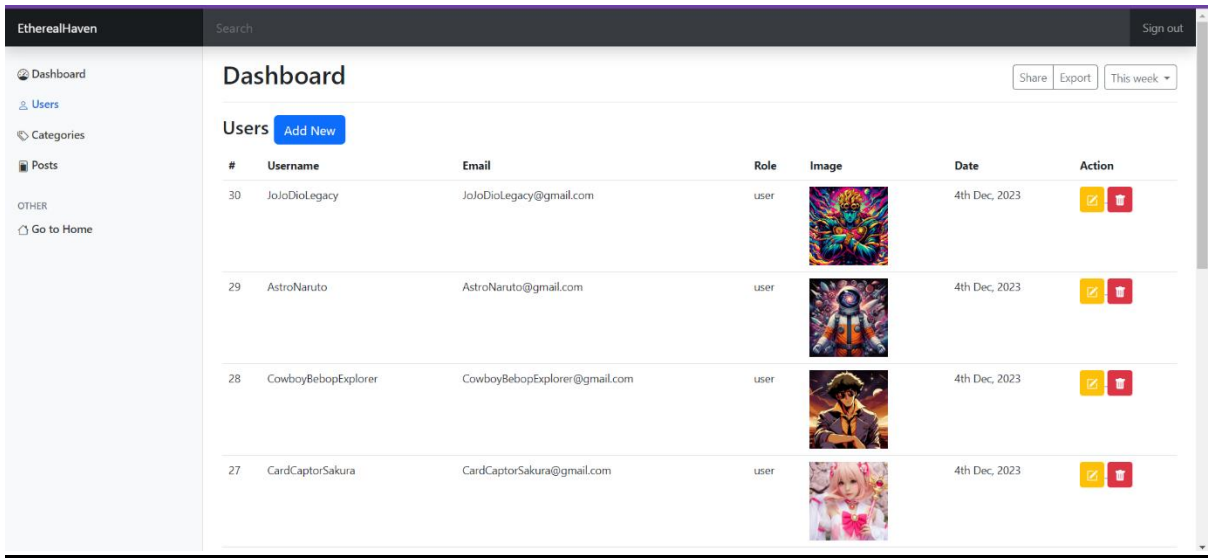 EtherealHaven Search Sign out
Dashboard
Users
Categories
Posts
OTHER
Go to Home
Dashboard Share Export This week
Users Add New
# Username Email Role Image Date Action
30 JoJoDioLegacy JoJoDioLegacy@gmail.com user 4th Dec, 2023
29 AstroNaruto AstroNaruto@gmail.com user 4th Dec, 2023
28 CowboyBebopExplorer CowboyBebopExplorer@gmail.com user 4th Dec, 2023
27 CardCaptorSakura CardCaptorSakura@gmail.com user 4th Dec, 2023